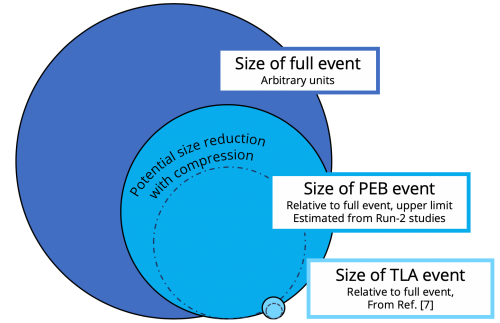 Size of full event
Arbitrary units
Potential size reduction
with compression
Size of PEB event
Relative to full event, upper limit
Estimated from Run-2 studies
Size of TLA event
Relative to full event,
From Ref. [7]